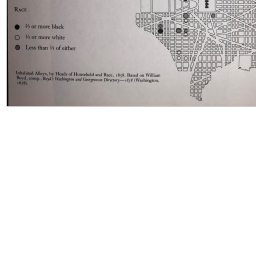 RACE
⅔ or more black
⅔ or more white
Less than ⅔ of either
Inhabited Alleys, by Heads of Household and Race, 1858. Based on William
Boyd, comp., Boyd's Washington and Georgetown Directory—1858 (Washington,
1858).